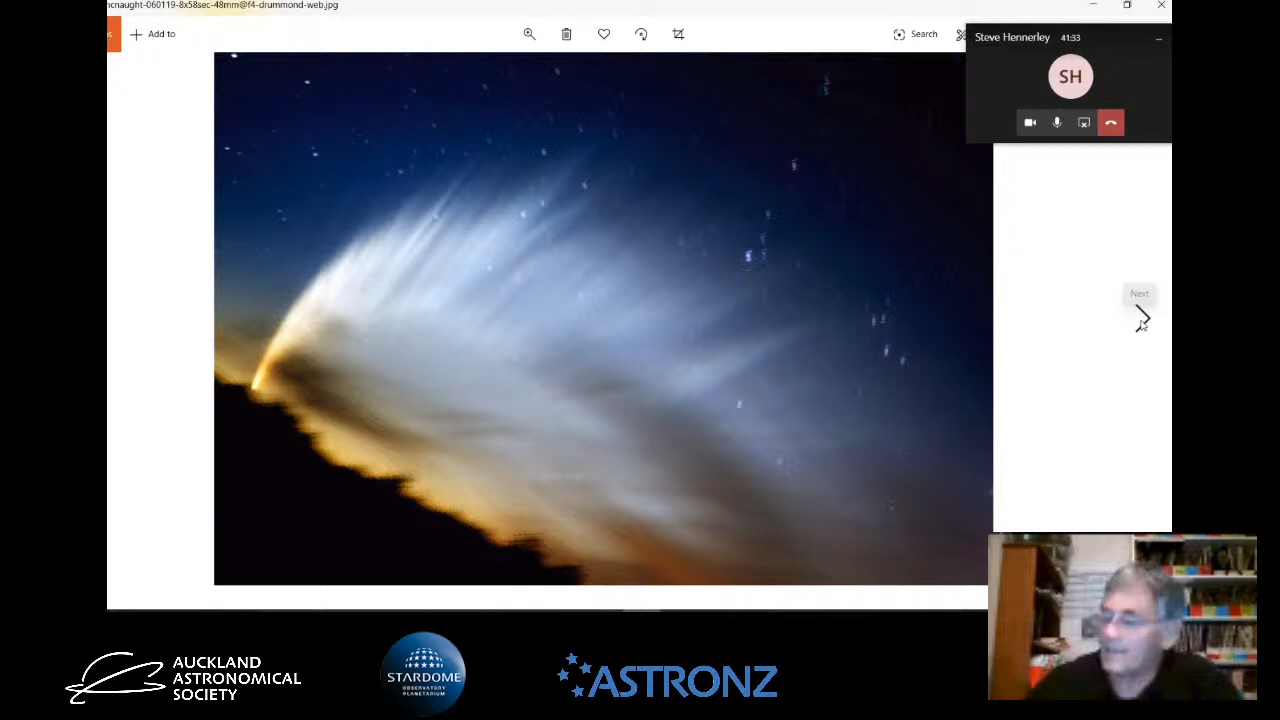 cnaught-060119-8x58sec-48mm@f4-drummond-web.jpg
Add to
Search
Steve Hennerley 41:33
SH
Next
AUCKLAND
ASTRONOMICAL
SOCIETY
STARDOME
OBSERVATORY
PLANETARIUM
ASTRONZ